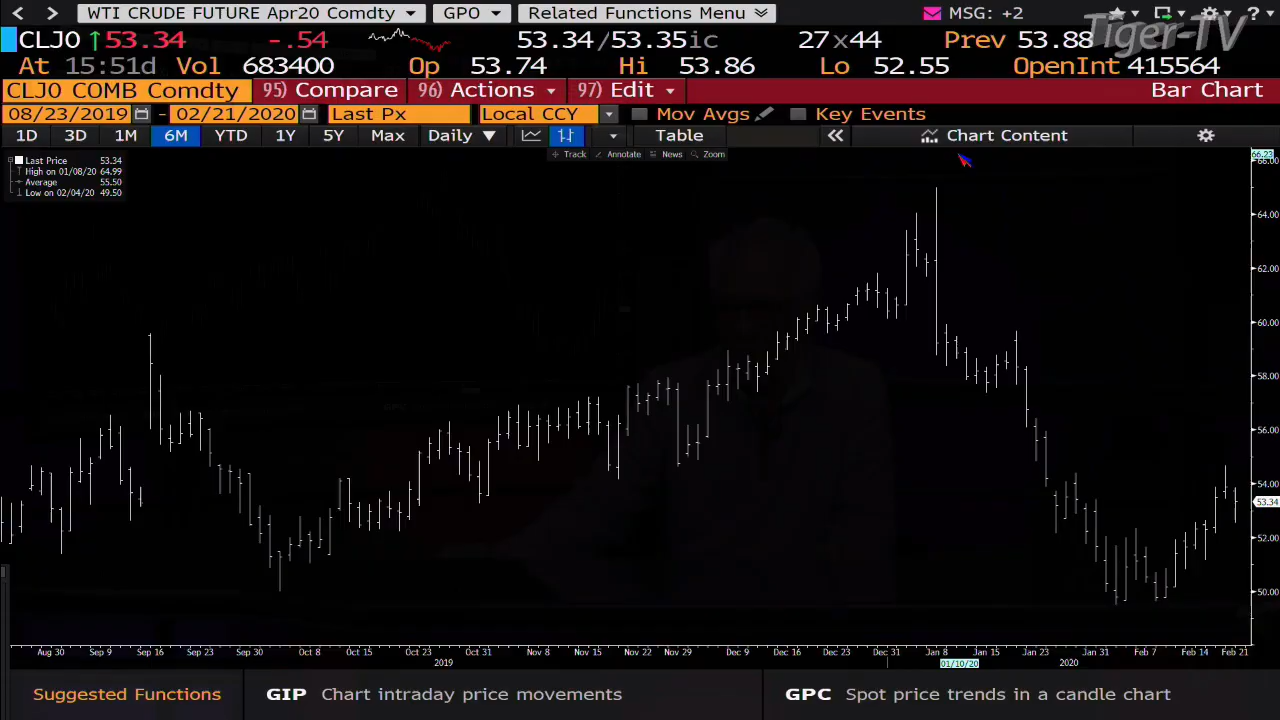 WTI CRUDE FUTURE Apr20 Comdty GPO Related Functions Menu MSG: +2
Tiger-TV
CLJ0 ↑53.34 -.54 53.34/53.35ic 27x44 Prev 53.88
At 15:51d Vol 683400 Op 53.74 Hi 53.86 Lo 52.55 OpenInt 415564
CLJ0 COMB Comdty 95) Compare 96) Actions 97) Edit Bar Chart
08/23/2019 - 02/21/2020 Last Px Local CCY Mov Avgs Key Events
1D 3D 1M 6M YTD 1Y 5Y Max Daily ▼ Table « Chart Content
Track Annotate News Zoom
Last Price 53.34
High on 01/08/20 64.99
Average 55.50
Low on 02/04/20 49.50
66.23
66.00
64.00
62.00
60.00
58.00
56.00
54.00
53.34
52.00
50.00
Aug 30 Sep 9 Sep 16 Sep 23 Sep 30 Oct 8 Oct 15 Oct 23 Oct 31 Nov 8 Nov 15 Nov 22 Nov 29 Dec 9 Dec 16 Dec 23 Dec 31 Jan 8 Jan 15 Jan 23 Jan 31 Feb 7 Feb 14 Feb 21
2019 01/10/20 2020
Suggested Functions GIP Chart intraday price movements GPC Spot price trends in a candle chart